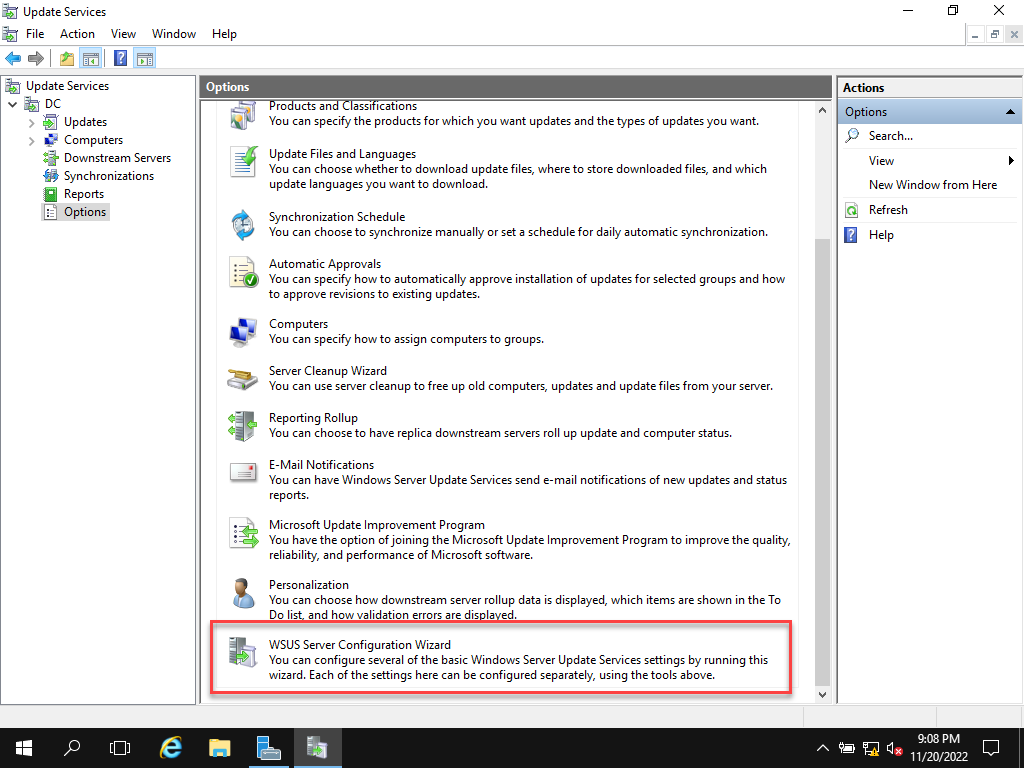 Update Services
File Action View Window Help
Update Services
DC
Updates
Computers
Downstream Servers
Synchronizations
Reports
Options
Options
Products and Classifications
You can specify the products for which you want updates and the types of updates you want.
Update Files and Languages
You can choose whether to download update files, where to store downloaded files, and which
update languages you want to download.
Synchronization Schedule
You can choose to synchronize manually or set a schedule for daily automatic synchronization.
Automatic Approvals
You can specify how to automatically approve installation of updates for selected groups and how
to approve revisions to existing updates.
Computers
You can specify how to assign computers to groups.
Server Cleanup Wizard
You can use server cleanup to free up old computers, updates and update files from your server.
Reporting Rollup
You can choose to have replica downstream servers roll up update and computer status.
E-Mail Notifications
You can have Windows Server Update Services send e-mail notifications of new updates and status
reports.
Microsoft Update Improvement Program
You have the option of joining the Microsoft Update Improvement Program to improve the quality,
reliability, and performance of Microsoft software.
Personalization
You can choose how downstream server rollup data is displayed, which items are shown in the To
Do list, and how validation errors are displayed.
WSUS Server Configuration Wizard
You can configure several of the basic Windows Server Update Services settings by running this
wizard. Each of the settings here can be configured separately, using the tools above.
Actions
Options
Search...
View
New Window from Here
Refresh
Help
9:08 PM
11/20/2022